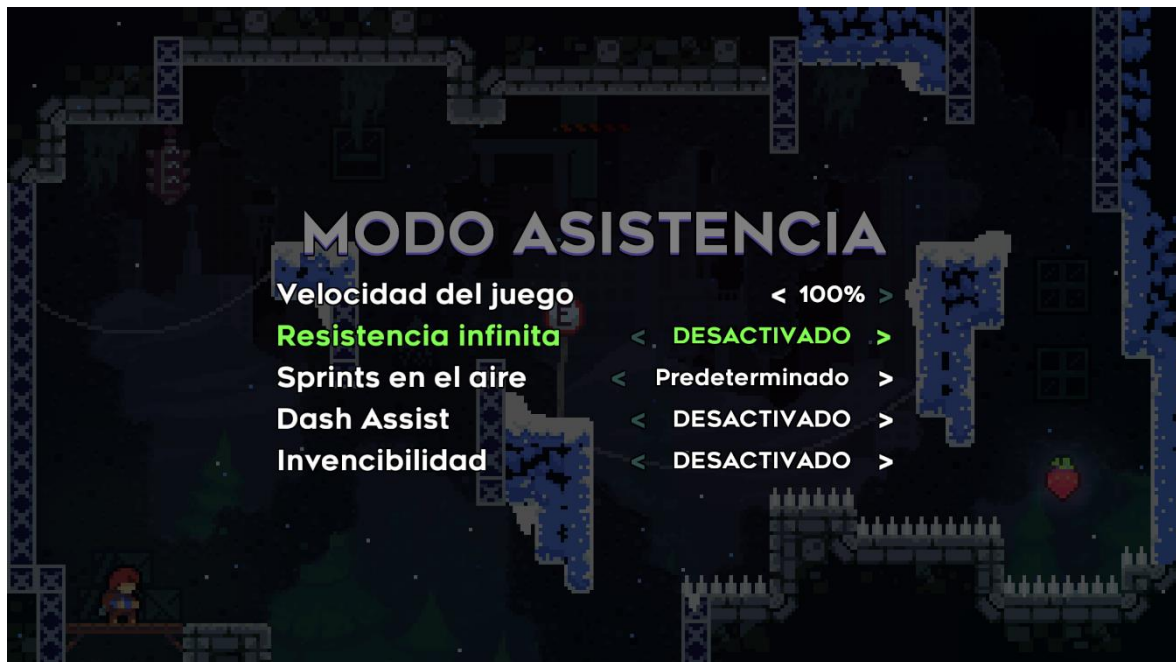 MODO ASISTENCIA
Velocidad del juego < 100% >
Resistencia infinita < DESACTIVADO >
Sprints en el aire < Predeterminado >
Dash Assist < DESACTIVADO >
Invencibilidad < DESACTIVADO >